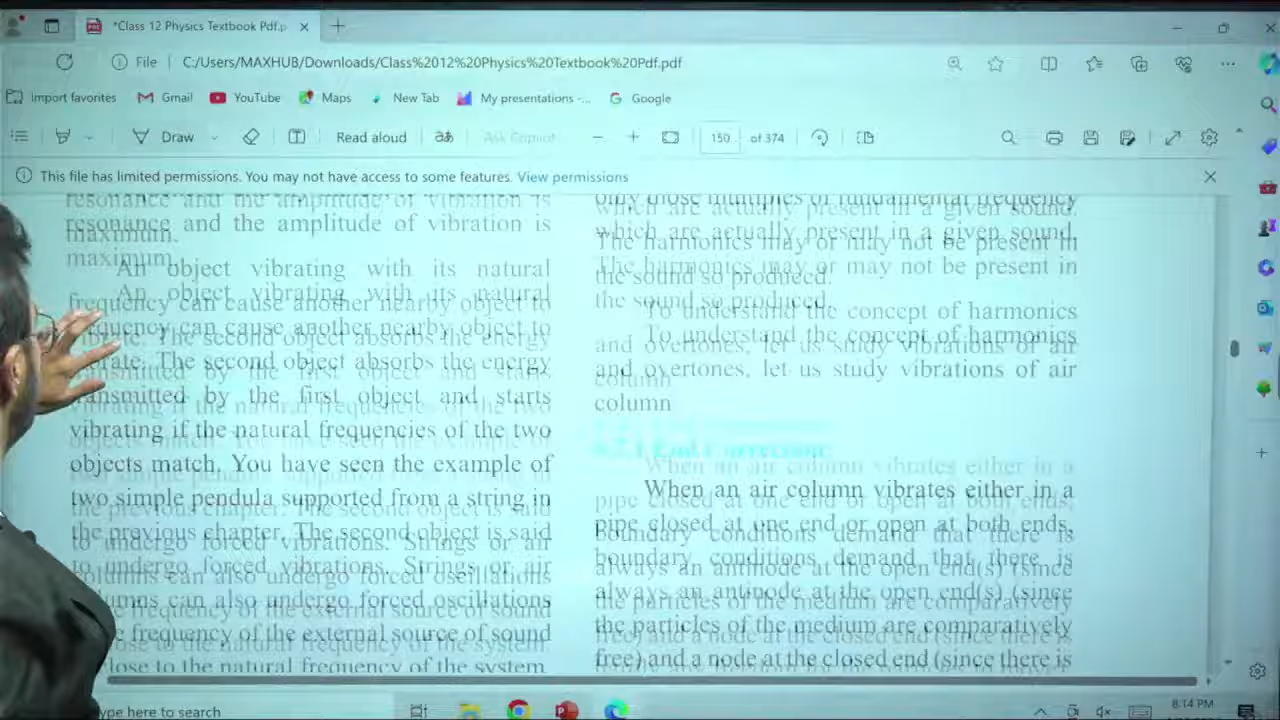 *Class 12 Physics Textbook Pdf.p
File C:/Users/MAXHUB/Downloads/Class%2012%20Physics%20Textbook%20Pdf.pdf
Import favorites Gmail YouTube Maps New Tab My presentations -... Google
Draw Read aloud Ask Copilot 150 of 374
This file has limited permissions. You may not have access to some features. View permissions
resonance and the amplitude of vibration is
maximum.
An object vibrating with its natural
frequency can cause another nearby object to
vibrate. The second object absorbs the energy
transmitted by the first object and starts
vibrating if the natural frequencies of the two
objects match. You have seen the example of
two simple pendula supported from a string in
the previous chapter. The second object is said
to undergo forced vibrations. Strings or air
columns can also undergo forced oscillations
frequency of the external source of sound
close to the natural frequency of the system.
only those multiples of fundamental frequency
which are actually present in a given sound.
The harmonics may or may not be present in
the sound so produced.
To understand the concept of harmonics
and overtones, let us study vibrations of air
column
End Correction
When an air column vibrates either in a
pipe closed at one end or open at both ends,
boundary conditions demand that there is
always an antinode at the open end(s) (since
the particles of the medium are comparatively
free) and a node at the closed end (since there is
ype here to search
8:14 PM